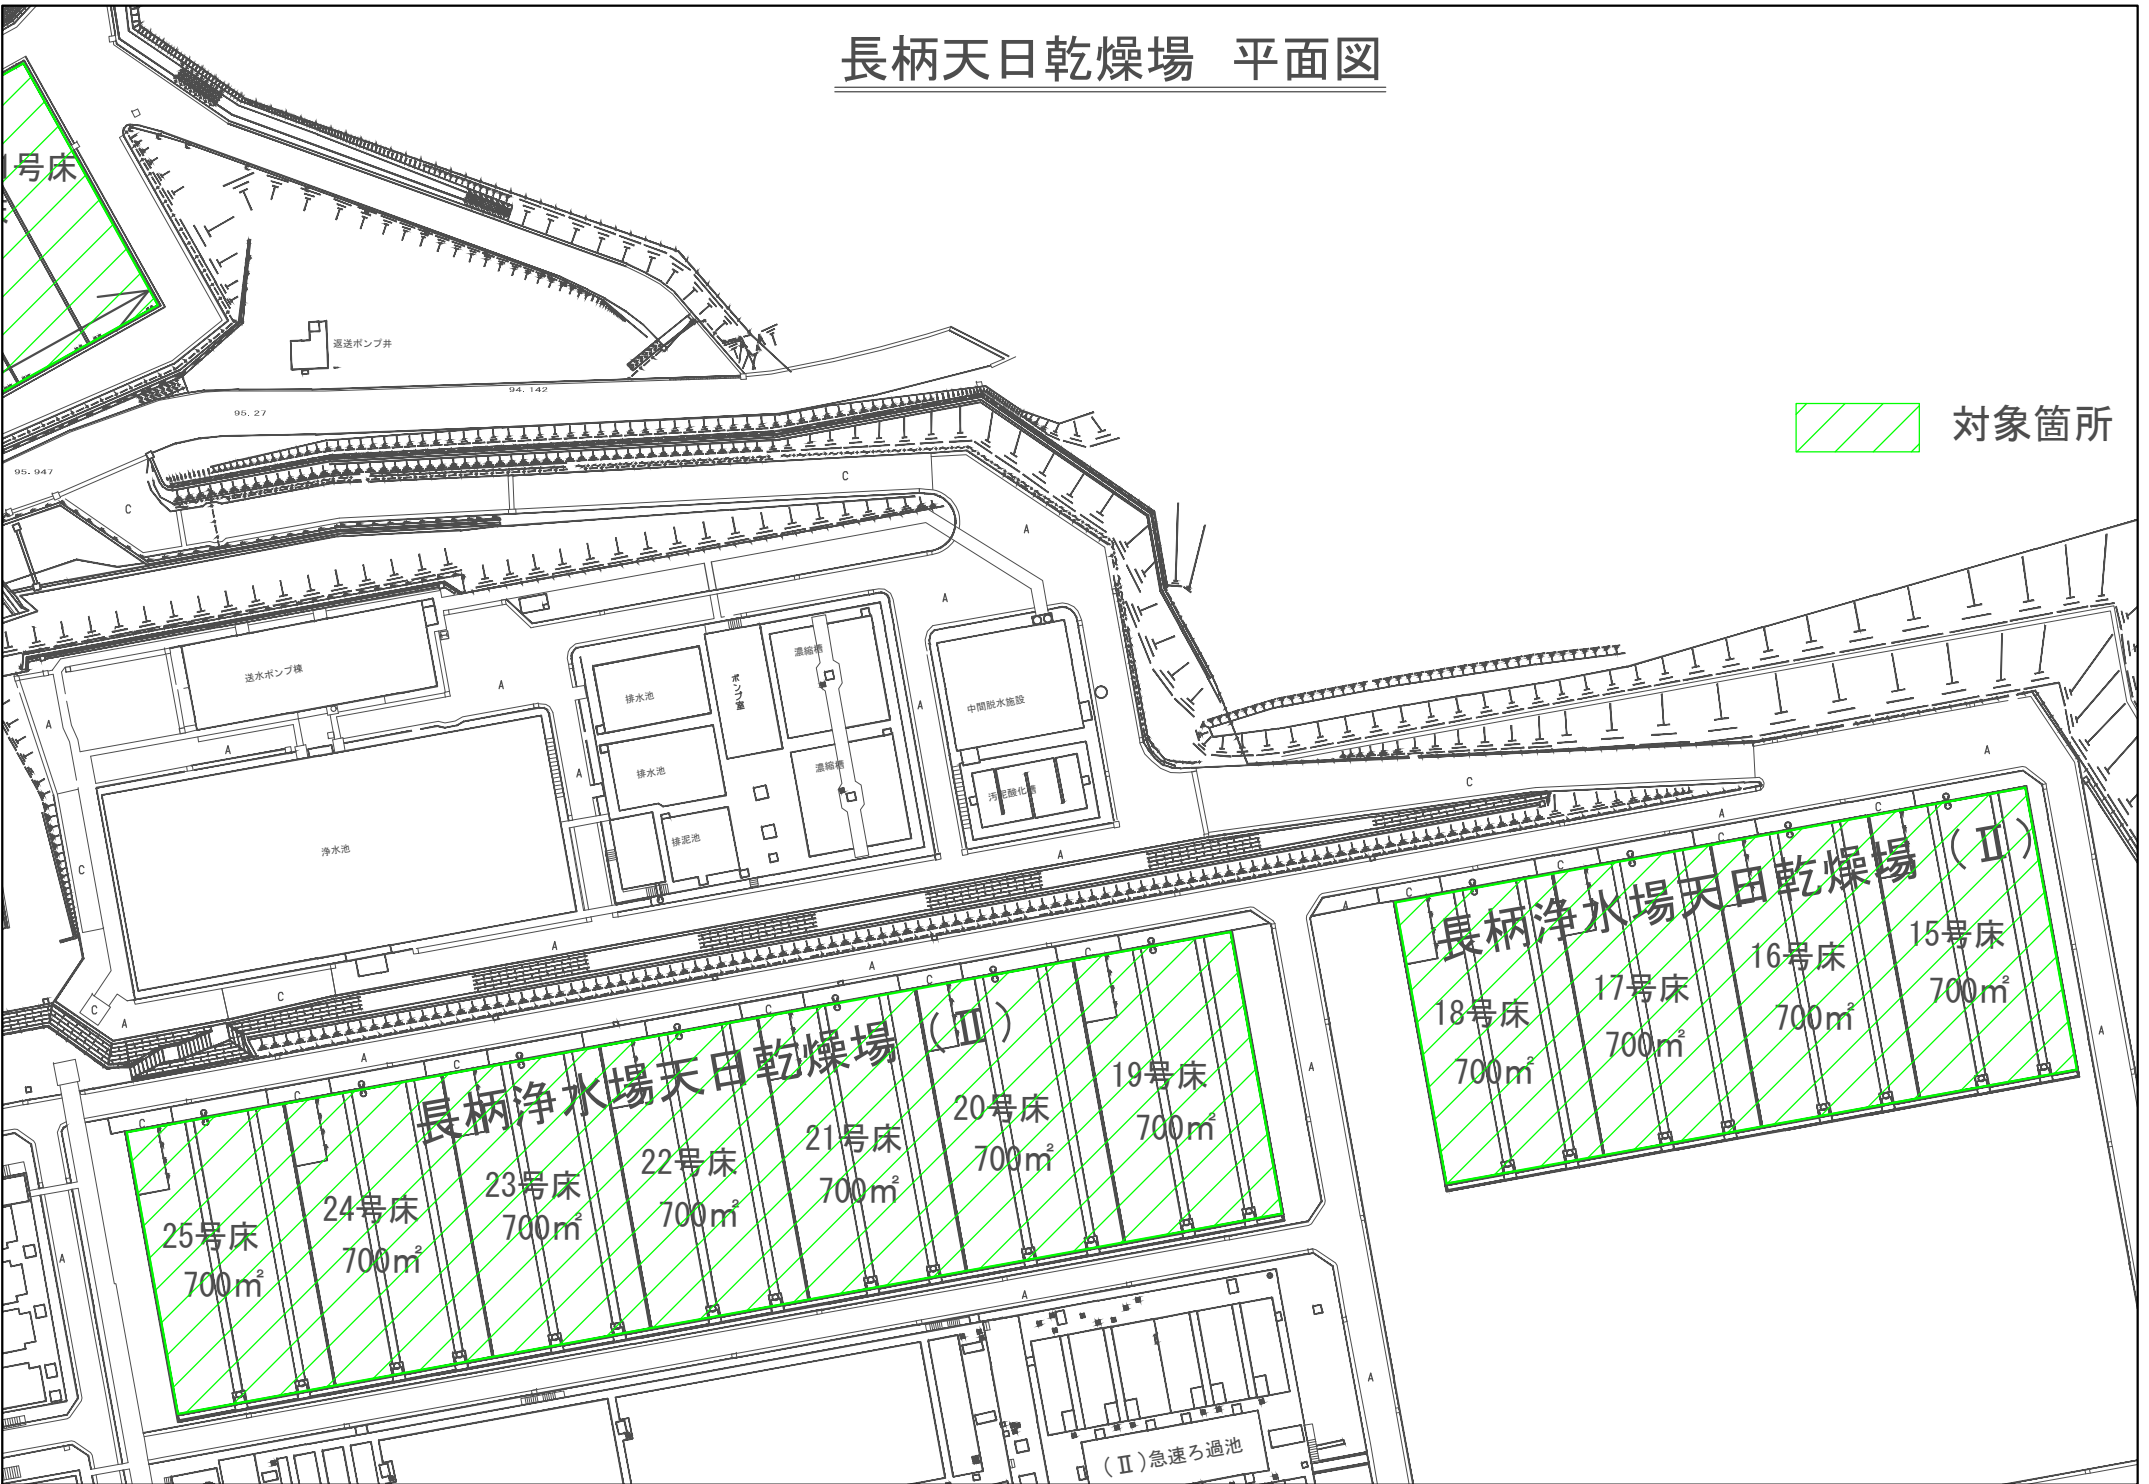 長柄天日乾燥場 平面図
1号床
返送ポンプ井
94.142
95.27
95.947
対象箇所
C
C
A
A
送水ポンプ棟
A
排水池
ポンプ室
濃縮槽
A
中間脱水施設
A
A
A
排水池
濃縮槽
汚泥酸化槽
浄水池
排泥池
C
A
C
A
A
C
C
C
C
A
長柄浄水場天日乾燥場(Ⅱ)
15号床
700㎡
16号床
700㎡
17号床
700㎡
18号床
700㎡
A
A
C
C
A
A
C
C
C
C
C
C
C
A
長柄浄水場天日乾燥場(Ⅱ)
19号床
700㎡
20号床
700㎡
21号床
700㎡
22号床
700㎡
23号床
700㎡
24号床
700㎡
25号床
700㎡
A
A
A
A
A
(Ⅱ)急速ろ過池